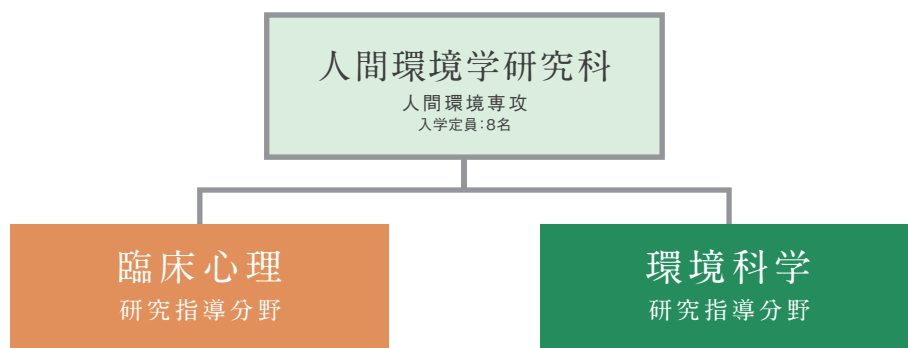 人間環境学研究科
人間環境専攻
入学定員:8名
臨床心理
研究指導分野
環境科学
研究指導分野